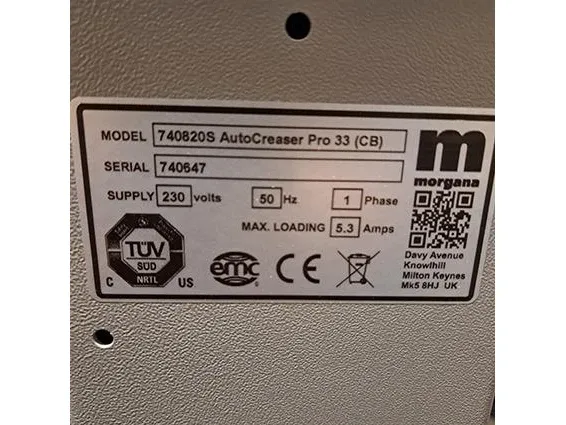 MODEL 740820S AutoCreaser Pro 33 (CB)
SERIAL 740647
SUPPLY 230 volts 50 Hz 1 Phase
MAX. LOADING 5.3 Amps
m
morgana
TÜV
SÜD
NRTL
C US
emc
CE
Davy Avenue
Knowlhill
Milton Keynes
Mk5 8HJ UK